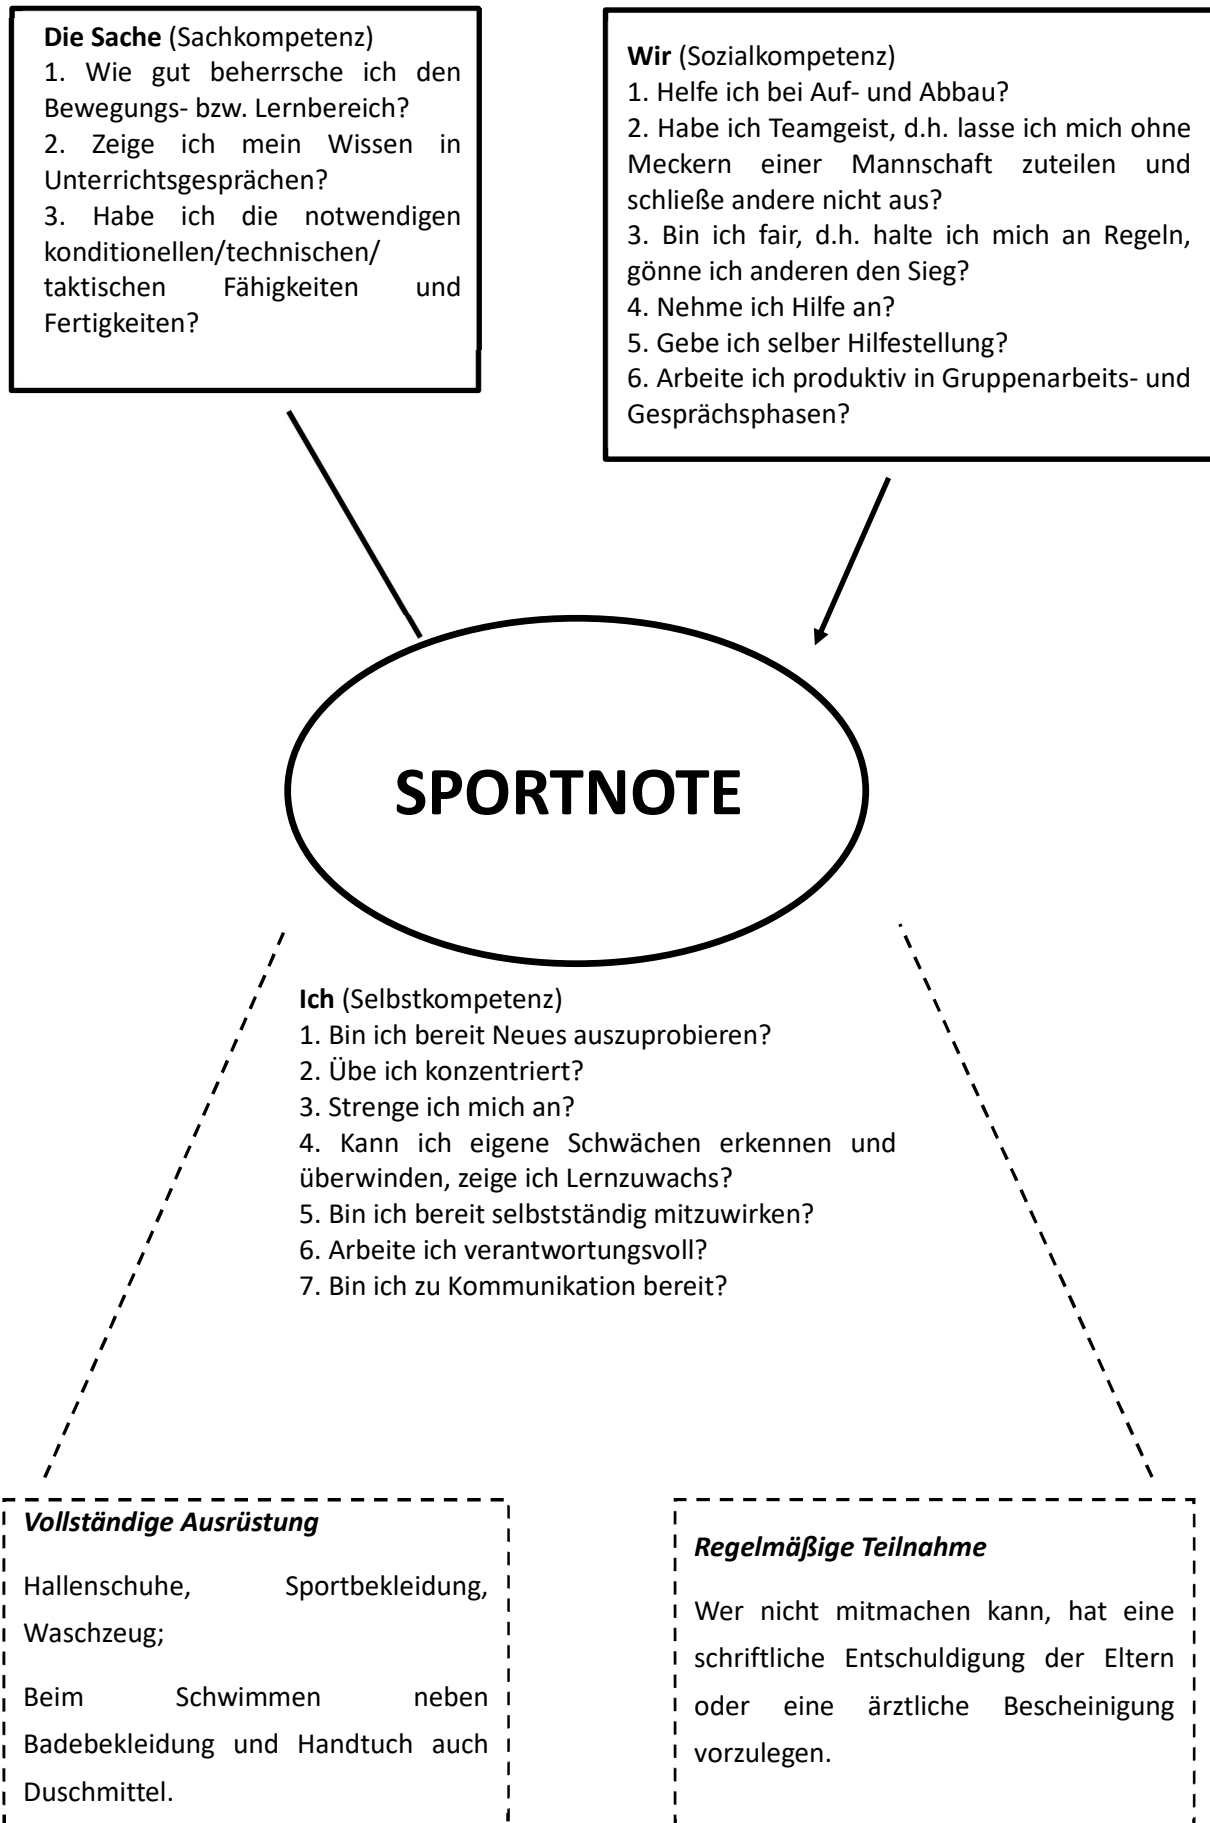 Die Sache (Sachkompetenz)
1. Wie gut beherrsche ich den
Bewegungs- bzw. Lernbereich?
2. Zeige ich mein Wissen in
Unterrichtsgesprächen?
3. Habe ich die notwendigen
konditionellen/technischen/
taktischen Fähigkeiten und
Fertigkeiten?
Wir (Sozialkompetenz)
1. Helfe ich bei Auf- und Abbau?
2. Habe ich Teamgeist, d.h. lasse ich mich ohne
Meckern einer Mannschaft zuteilen und
schließe andere nicht aus?
3. Bin ich fair, d.h. halte ich mich an Regeln,
gönne ich anderen den Sieg?
4. Nehme ich Hilfe an?
5. Gebe ich selber Hilfestellung?
6. Arbeite ich produktiv in Gruppenarbeits- und
Gesprächsphasen?
SPORTNOTE
Ich (Selbstkompetenz)
1. Bin ich bereit Neues auszuprobieren?
2. Übe ich konzentriert?
3. Strenge ich mich an?
4. Kann ich eigene Schwächen erkennen und
überwinden, zeige ich Lernzuwachs?
5. Bin ich bereit selbstständig mitzuwirken?
6. Arbeite ich verantwortungsvoll?
7. Bin ich zu Kommunikation bereit?
Vollständige Ausrüstung
Hallenschuhe, Sportbekleidung,
Waschzeug;
Beim Schwimmen neben
Badebekleidung und Handtuch auch
Duschmittel.
Regelmäßige Teilnahme
Wer nicht mitmachen kann, hat eine
schriftliche Entschuldigung der Eltern
oder eine ärztliche Bescheinigung
vorzulegen.